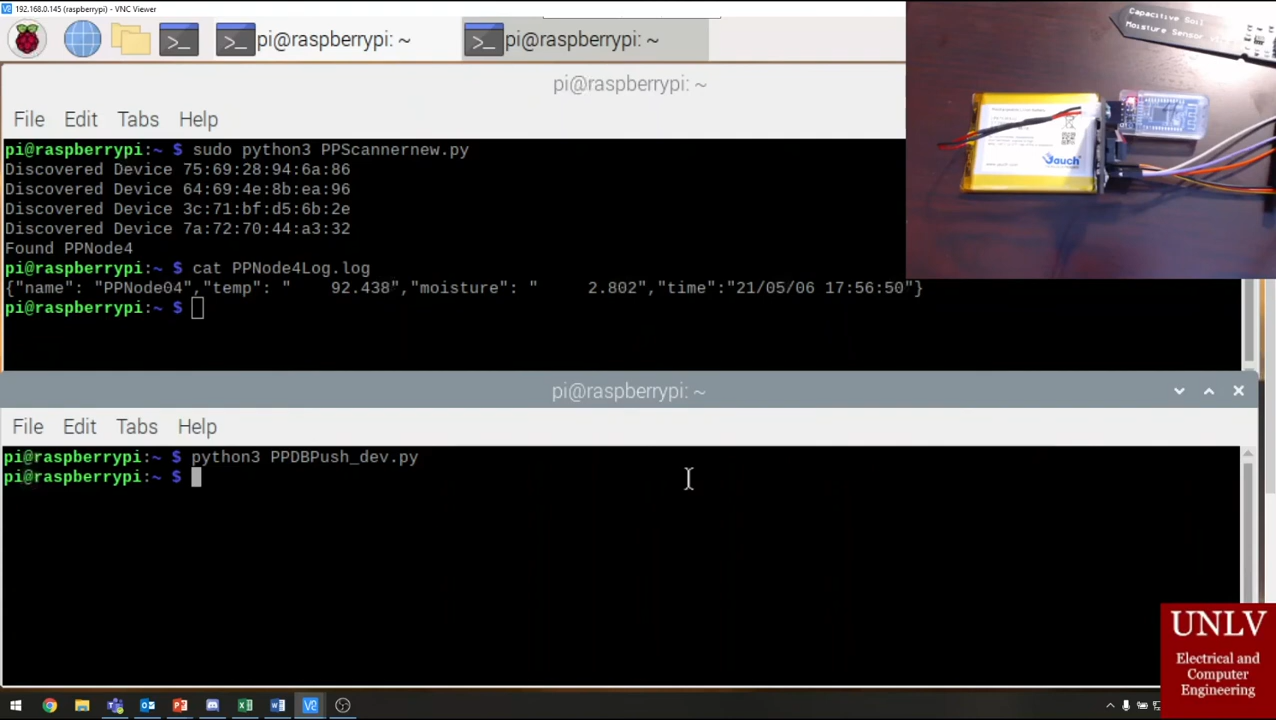 192.168.0.145 (raspberrypi) - VNC Viewer
pi@raspberrypi: ~
pi@raspberrypi: ~
Capacitive Soil
Moisture Sensor
pi@raspberrypi: ~
File Edit Tabs Help
pi@raspberrypi:~ $ sudo python3 PPScannernew.py
Discovered Device 75:69:28:94:6a:86
Discovered Device 64:69:4e:8b:ea:96
Discovered Device 3c:71:bf:d5:6b:2e
Discovered Device 7a:72:70:44:a3:32
Found PPNode4
pi@raspberrypi:~ $ cat PPNode4Log.log
{"name": "PPNode04","temp": "    92.438","moisture": "     2.802","time":"21/05/06 17:56:50"}
pi@raspberrypi:~ $
pi@raspberrypi: ~
File Edit Tabs Help
pi@raspberrypi:~ $ python3 PPDBPush_dev.py
pi@raspberrypi:~ $
UNLV
Electrical and
Computer
Engineering